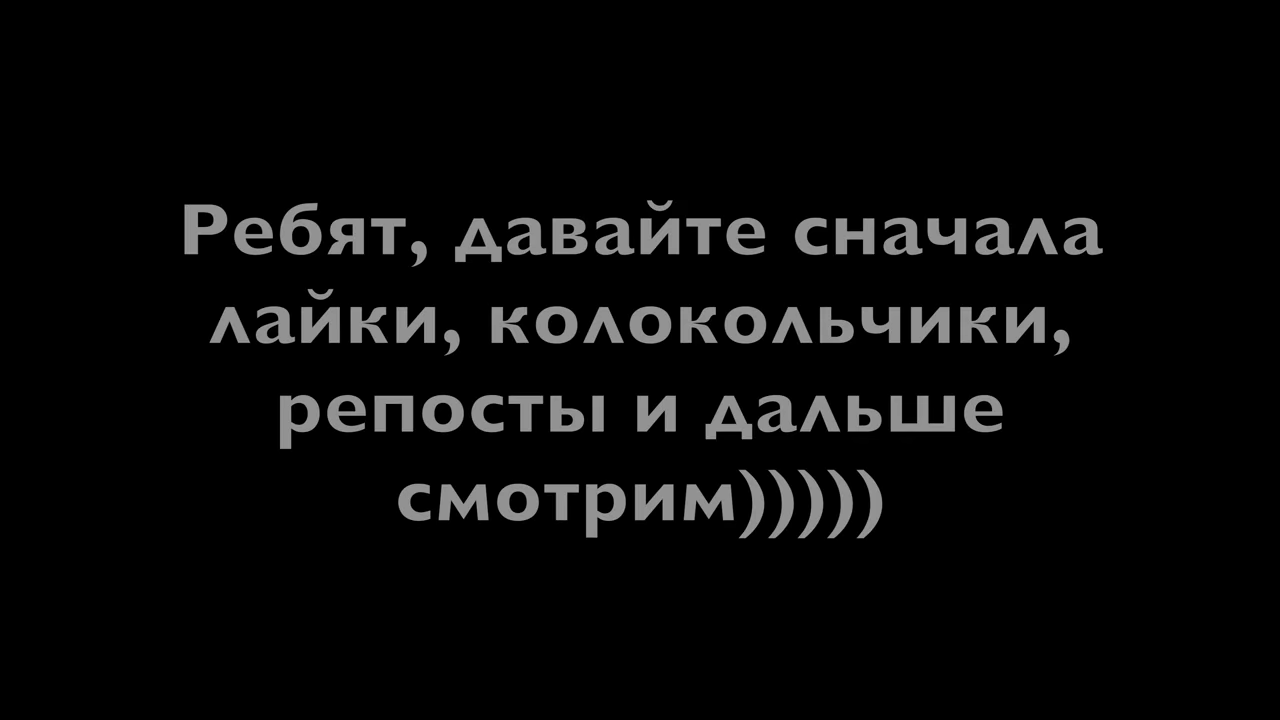 Ребят, давайте сначала
лайки, колокольчики,
репосты и дальше
смотрим)))))